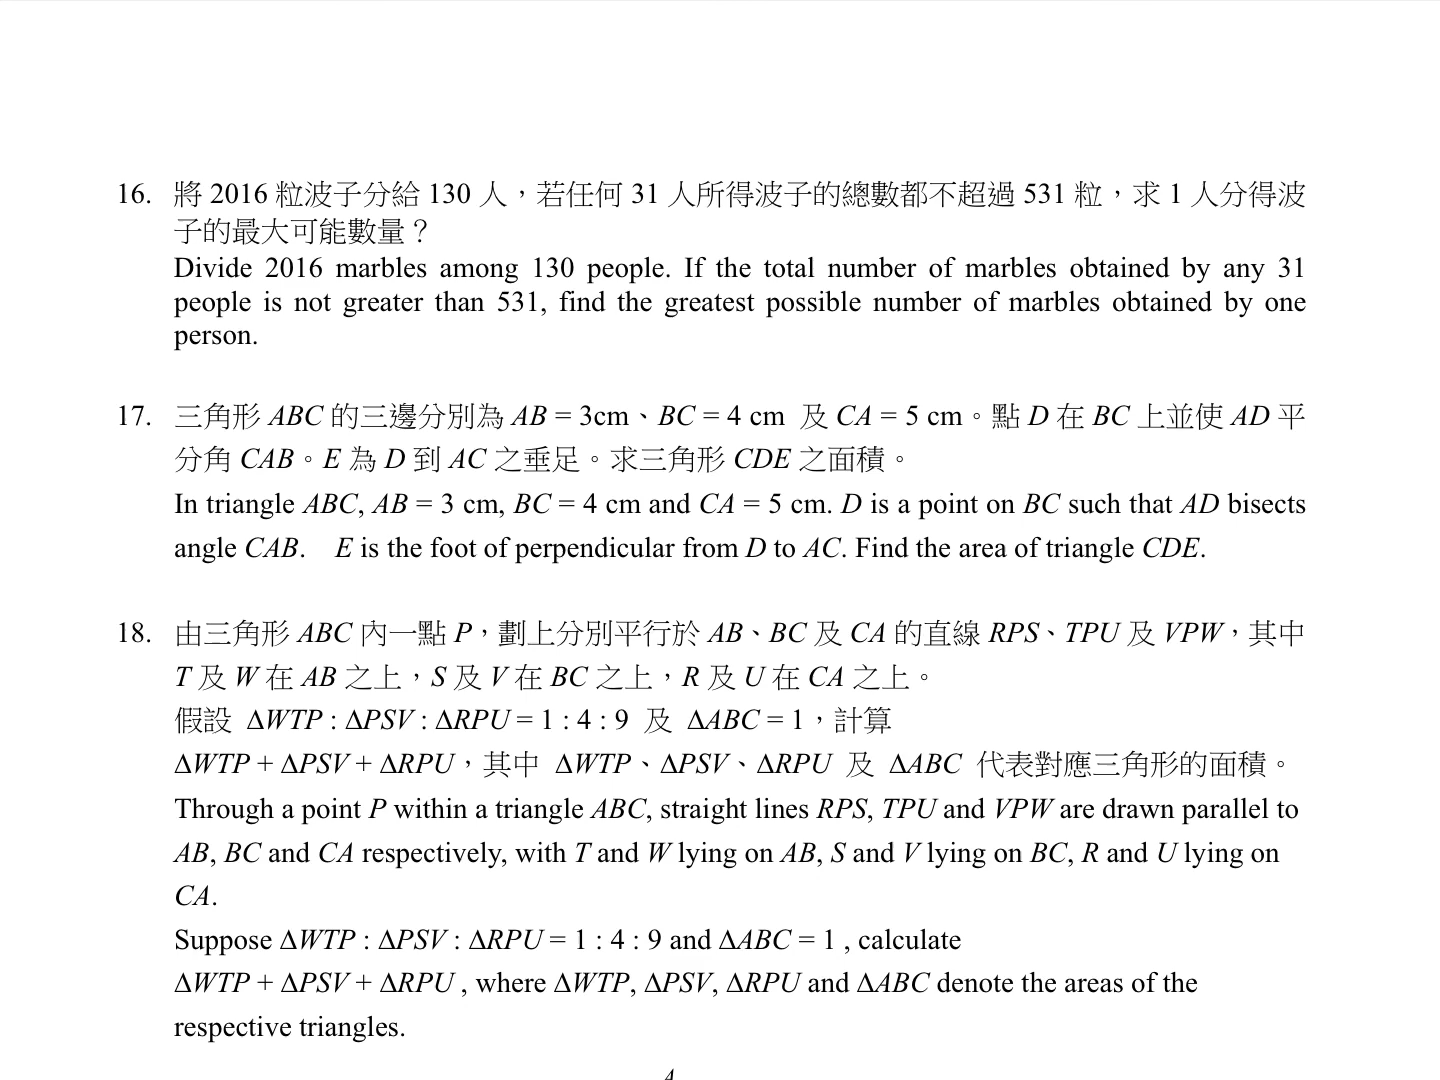 16. 將 2016 粒波子分給 130 人，若任何 31 人所得波子的總數都不超過 531 粒，求 1 人分得波
子的最大可能數量？
Divide 2016 marbles among 130 people. If the total number of marbles obtained by any 31
people is not greater than 531, find the greatest possible number of marbles obtained by one
person.
17. 三角形 ABC 的三邊分別為 AB = 3cm、BC = 4 cm 及 CA = 5 cm。點 D 在 BC 上並使 AD 平
分角 CAB。E 為 D 到 AC 之垂足。求三角形 CDE 之面積。
In triangle ABC, AB = 3 cm, BC = 4 cm and CA = 5 cm. D is a point on BC such that AD bisects
angle CAB. E is the foot of perpendicular from D to AC. Find the area of triangle CDE.
18. 由三角形 ABC 內一點 P，劃上分別平行於 AB、BC 及 CA 的直線 RPS、TPU 及 VPW，其中
T 及 W 在 AB 之上，S 及 V 在 BC 之上，R 及 U 在 CA 之上。
假設 ΔWTP : ΔPSV : ΔRPU = 1 : 4 : 9 及 ΔABC = 1，計算
ΔWTP + ΔPSV + ΔRPU，其中 ΔWTP、ΔPSV、ΔRPU 及 ΔABC 代表對應三角形的面積。
Through a point P within a triangle ABC, straight lines RPS, TPU and VPW are drawn parallel to
AB, BC and CA respectively, with T and W lying on AB, S and V lying on BC, R and U lying on
CA.
Suppose ΔWTP : ΔPSV : ΔRPU = 1 : 4 : 9 and ΔABC = 1 , calculate
ΔWTP + ΔPSV + ΔRPU , where ΔWTP, ΔPSV, ΔRPU and ΔABC denote the areas of the
respective triangles.
A